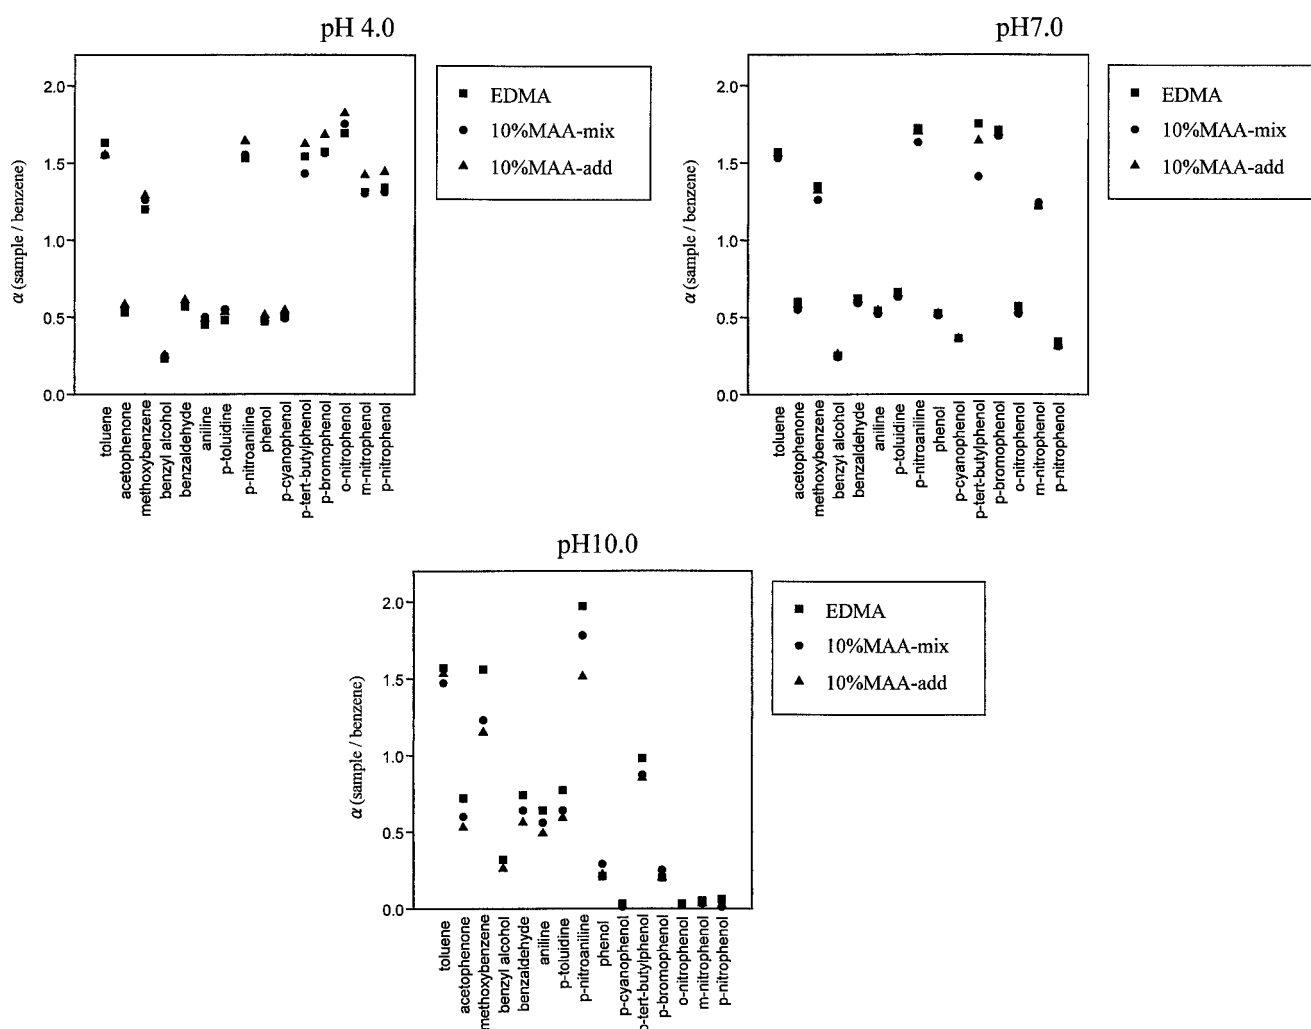 pH 4.0
2.0
1.5
1.0
0.5
0.0
α (sample / benzene)
toluene
acetophenone
methoxybenzene
benzyl alcohol
benzaldehyde
aniline
p-toluidine
p-nitroaniline
phenol
p-cyanophenol
p-tert-butylphenol
p-bromophenol
o-nitrophenol
m-nitrophenol
p-nitrophenol
EDMA
10%MAA-mix
10%MAA-add
pH7.0
2.0
1.5
1.0
0.5
0.0
α (sample / benzene)
toluene
acetophenone
methoxybenzene
benzyl alcohol
benzaldehyde
aniline
p-toluidine
p-nitroaniline
phenol
p-cyanophenol
p-tert-butylphenol
p-bromophenol
o-nitrophenol
m-nitrophenol
p-nitrophenol
EDMA
10%MAA-mix
10%MAA-add
pH10.0
2.0
1.5
1.0
0.5
0.0
α (sample / benzene)
toluene
acetophenone
methoxybenzene
benzyl alcohol
benzaldehyde
aniline
p-toluidine
p-nitroaniline
phenol
p-cyanophenol
p-tert-butylphenol
p-bromophenol
o-nitrophenol
m-nitrophenol
p-nitrophenol
EDMA
10%MAA-mix
10%MAA-add